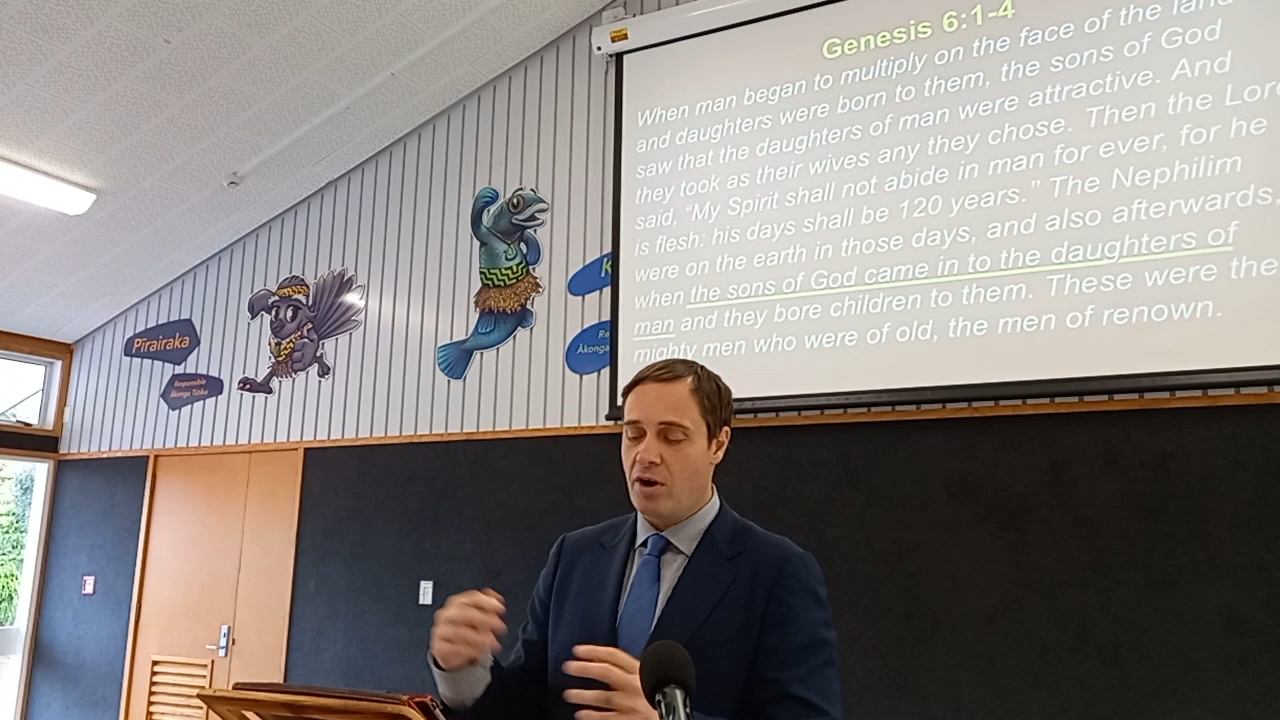 Genesis 6:1-4
When man began to multiply on the face of the land
and daughters were born to them, the sons of God
saw that the daughters of man were attractive. And
they took as their wives any they chose. Then the Lord
said, “My Spirit shall not abide in man for ever, for he
is flesh: his days shall be 120 years.” The Nephilim
were on the earth in those days, and also afterwards,
when the sons of God came in to the daughters of
man and they bore children to them. These were the
mighty men who were of old, the men of renown.
Pīrairaka
Responsible
Ākonga Tūtika
K
Re
Ākonga